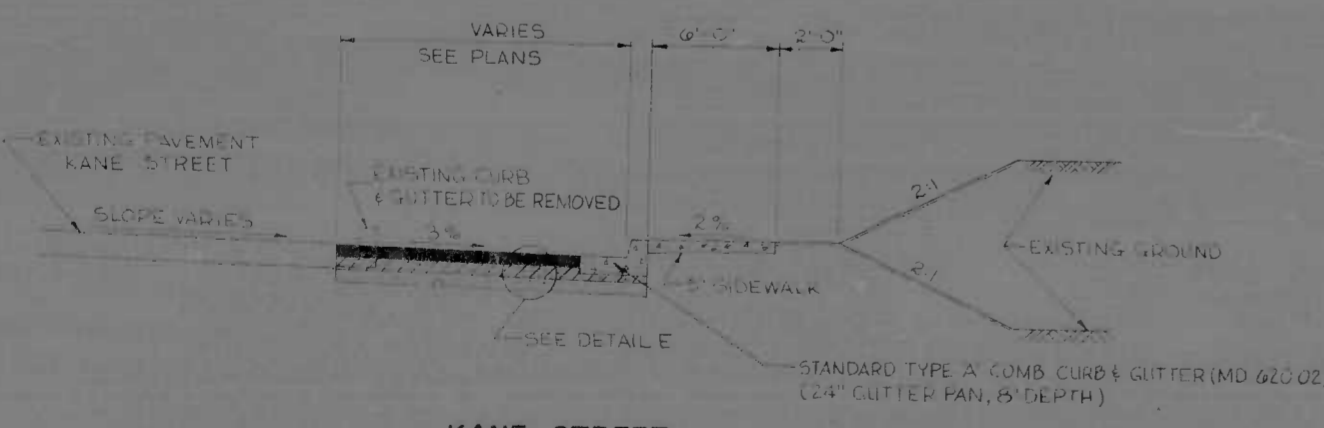 VARIES
SEE PLANS
6'-0"
2'-0"
EXISTING PAVEMENT
KANE STREET
EXISTING CURB
& GUTTER TO BE REMOVED
SLOPE VARIES
3%
2%
2:1
2:1
EXISTING GROUND
5' SIDEWALK
SEE DETAIL E
STANDARD TYPE A COMB. CURB & GUTTER (MD 620.02
(24" GUTTER PAN, 8" DEPTH)
KANE STREET